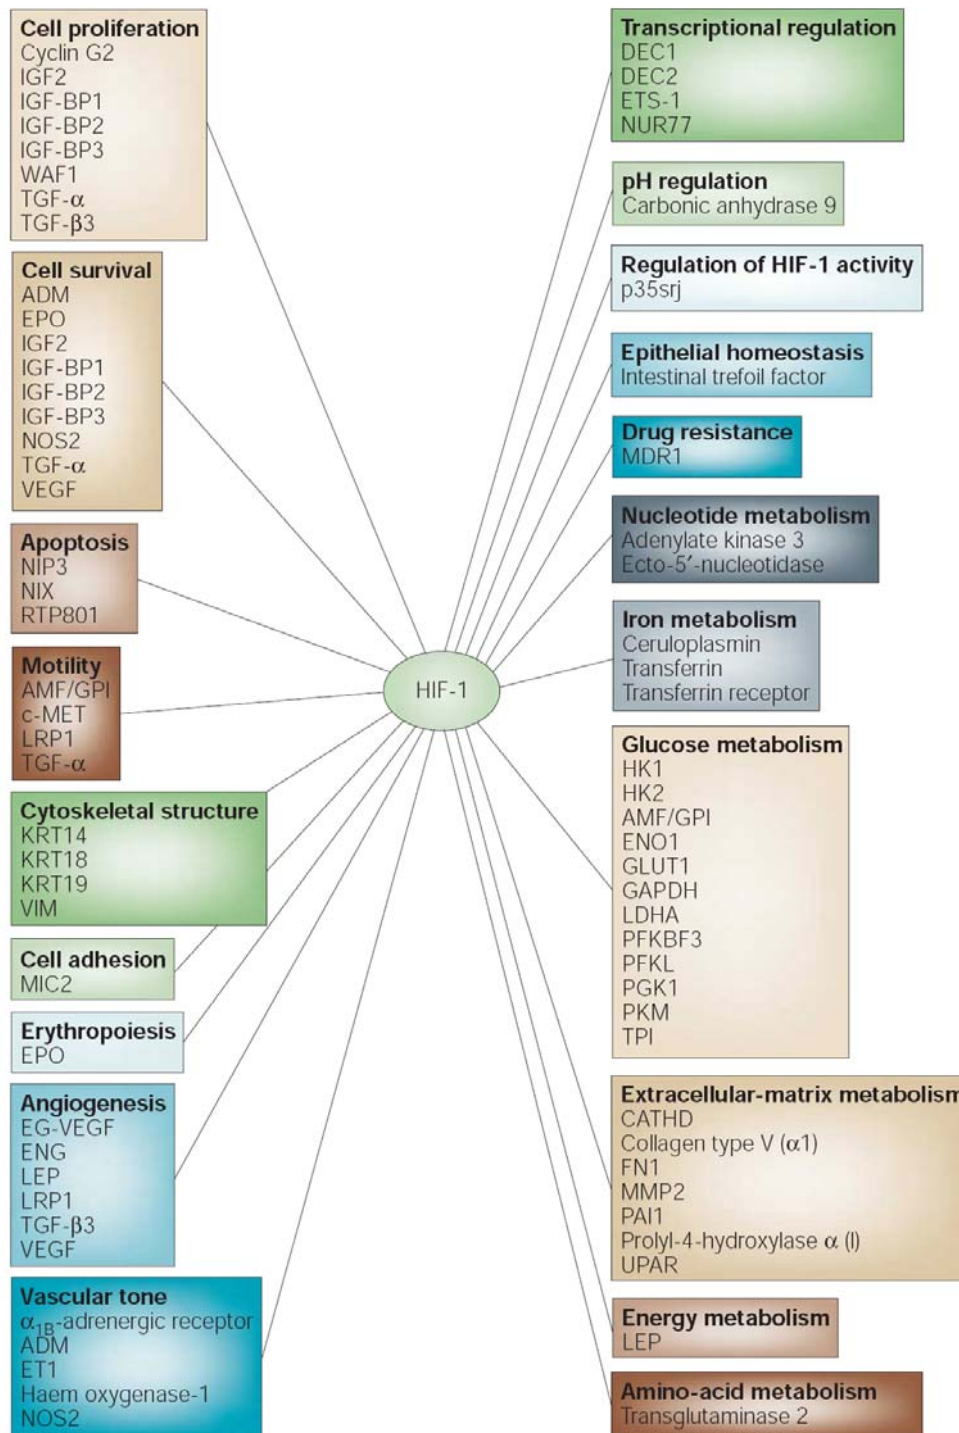 Cell proliferation
Cyclin G2
IGF2
IGF-BP1
IGF-BP2
IGF-BP3
WAF1
TGF-α
TGF-β3
Cell survival
ADM
EPO
IGF2
IGF-BP1
IGF-BP2
IGF-BP3
NOS2
TGF-α
VEGF
Apoptosis
NIP3
NIX
RTP801
Motility
AMF/GPI
c-MET
LRP1
TGF-α
Cytoskeletal structure
KRT14
KRT18
KRT19
VIM
Cell adhesion
MIC2
Erythropoiesis
EPO
Angiogenesis
EG-VEGF
ENG
LEP
LRP1
TGF-β3
VEGF
Vascular tone
α1B-adrenergic receptor
ADM
ET1
Haem oxygenase-1
NOS2
HIF-1
Transcriptional regulation
DEC1
DEC2
ETS-1
NUR77
pH regulation
Carbonic anhydrase 9
Regulation of HIF-1 activity
p35srj
Epithelial homeostasis
Intestinal trefoil factor
Drug resistance
MDR1
Nucleotide metabolism
Adenylate kinase 3
Ecto-5′-nucleotidase
Iron metabolism
Ceruloplasmin
Transferrin
Transferrin receptor
Glucose metabolism
HK1
HK2
AMF/GPI
ENO1
GLUT1
GAPDH
LDHA
PFKBF3
PFKL
PGK1
PKM
TPI
Extracellular-matrix metabolism
CATHD
Collagen type V (α1)
FN1
MMP2
PAI1
Prolyl-4-hydroxylase α (I)
UPAR
Energy metabolism
LEP
Amino-acid metabolism
Transglutaminase 2